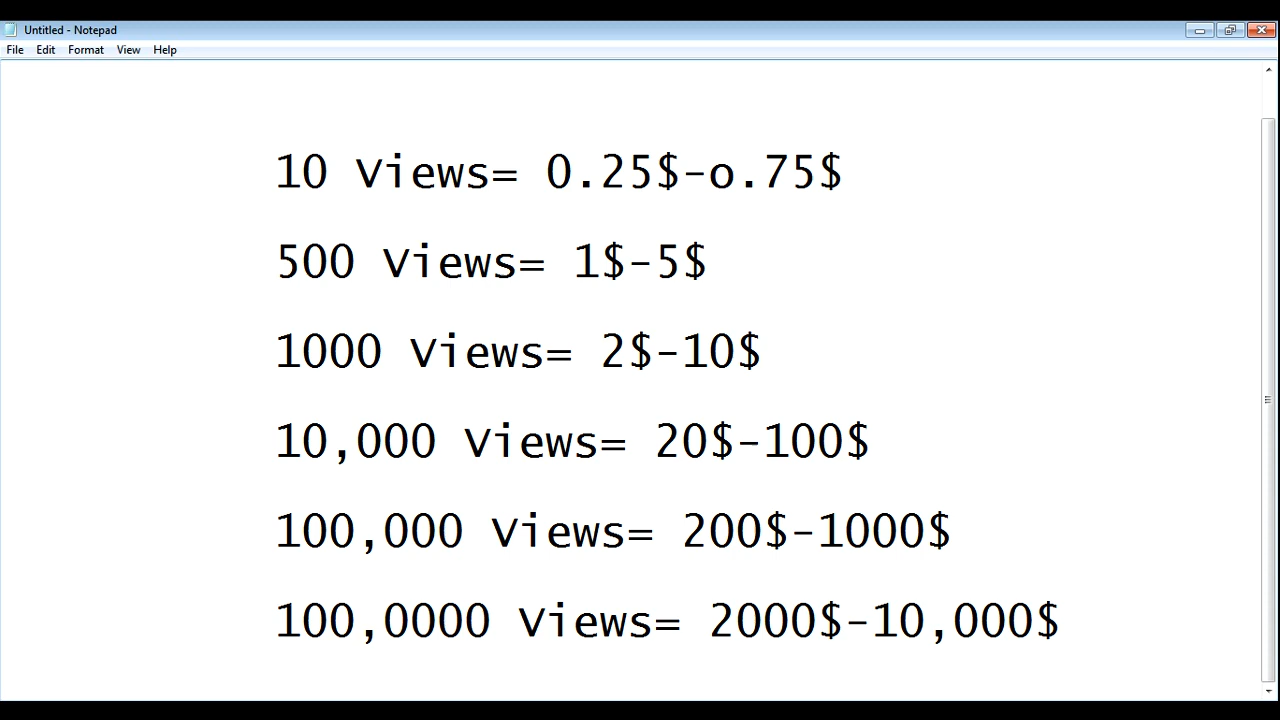 Untitled - Notepad
File Edit Format View Help
10 Views= 0.25$-o.75$
500 Views= 1$-5$
1000 Views= 2$-10$
10,000 Views= 20$-100$
100,000 Views= 200$-1000$
100,0000 Views= 2000$-10,000$